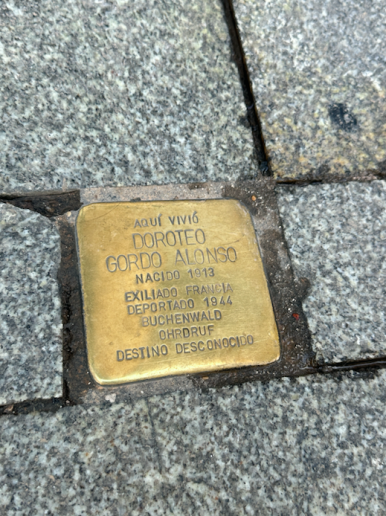 AQUÍ VIVIÓ
DOROTEO
GORDO ALONSO
NACIDO 1913
EXILIADO FRANCIA
DEPORTADO 1944
BUCHENWALD
OHRDRUF
DESTINO DESCONOCIDO